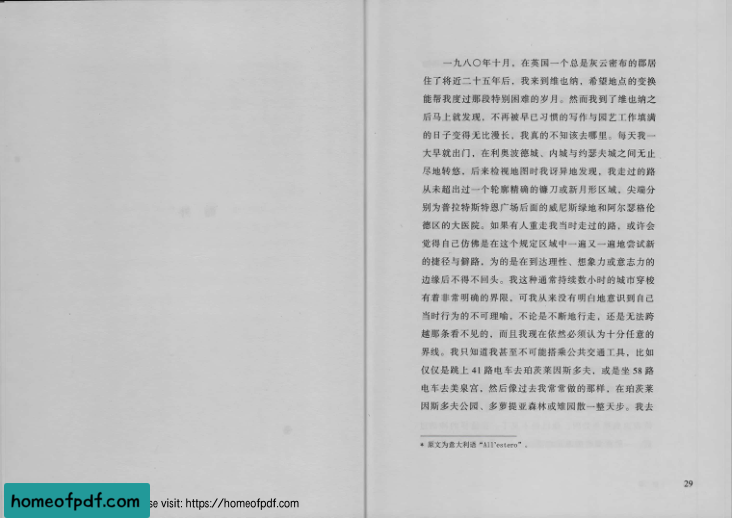 一九八〇年十月，在英国一个总是灰云密布的郡居
住了将近二十五年后，我来到维也纳，希望地点的变换
能帮我度过那段特别困难的岁月。然而我到了维也纳之
后马上就发现，不再被早已习惯的写作与园艺工作填满
的日子变得无比漫长，我真的不知该去哪里。每天我一
大早就出门，在利奥波德城、内城与约瑟夫城之间无止
尽地转悠，后来检视地图时我讶异地发现，我走过的路
从未超出过一个轮廓精确的镰刀或新月形区域，尖端分
别为普拉特斯特恩广场后面的威尼斯绿地和阿尔瑟格伦
德区的大医院。如果有人重走我当时走过的路，或许会
觉得自己仿佛是在这个规定区域中一遍又一遍地尝试新
的捷径与僻路，为的是在到达理性、想象力或意志力的
边缘后不得不回头。我这种通常持续数小时的城市穿梭
有着非常明确的界限，可我从来没有明白地意识到自己
当时行为的不可理喻，不论是不断地行走，还是无法跨
越那条看不见的，而且我现在依然必须认为十分任意的
界线。我只知道我甚至不可能搭乘公共交通工具，比如
仅仅是跳上 41 路电车去珀茨莱因斯多夫，或是坐 58 路
电车去美泉宫，然后像过去我常常做的那样，在珀茨莱
因斯多夫公园、多萝提亚森林或雉园散一整天步。我去
* 原文为意大利语“All'estero”。
29
homeofpdf.com
se visit: https://homeofpdf.com